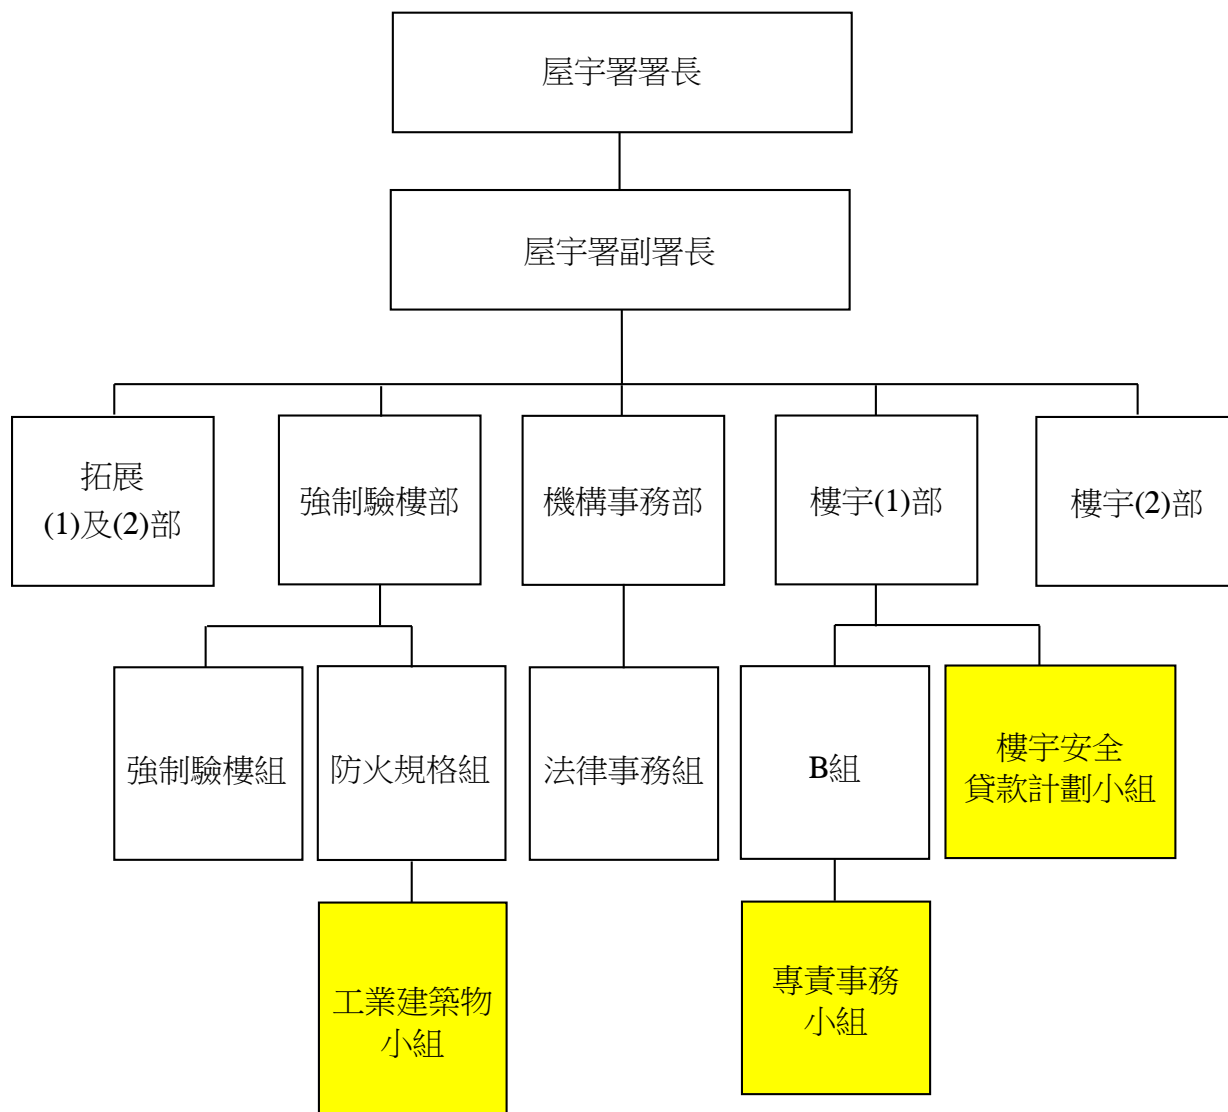 屋宇署署長
屋宇署副署長
拓展
(1)及(2)部
強制驗樓部
機構事務部
樓宇(1)部
樓宇(2)部
強制驗樓組
防火規格組
法律事務組
B組
樓宇安全
貸款計劃小組
工業建築物
小組
專責事務
小組